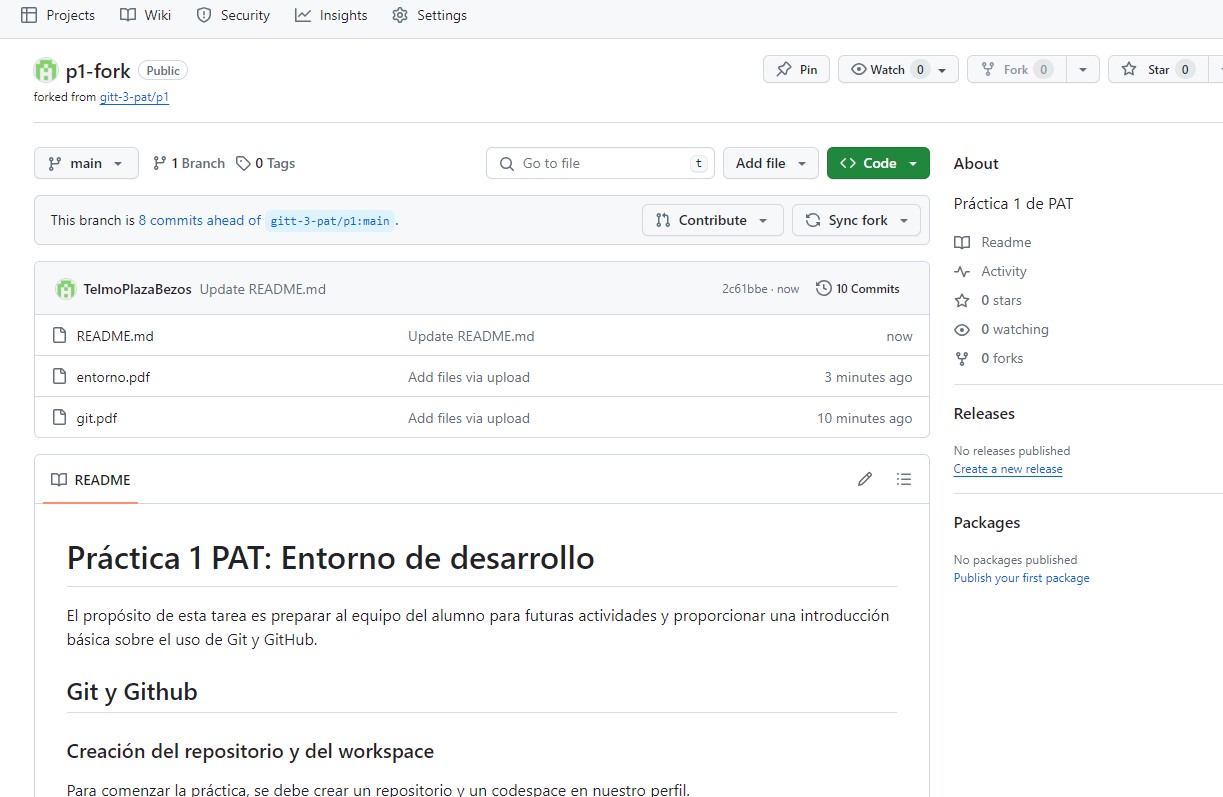 Projects Wiki Security Insights Settings
p1-fork Public Pin Watch 0 Fork 0 Star 0
forked from gitt-3-pat/p1
main 1 Branch 0 Tags Go to file t Add file Code
This branch is 8 commits ahead of gitt-3-pat/p1:main. Contribute Sync fork
TelmoPlazaBezos Update README.md 2c61bbe · now 10 Commits
README.md Update README.md now
entorno.pdf Add files via upload 3 minutes ago
git.pdf Add files via upload 10 minutes ago
README
Práctica 1 PAT: Entorno de desarrollo
El propósito de esta tarea es preparar al equipo del alumno para futuras actividades y proporcionar una introducción
básica sobre el uso de Git y GitHub.
Git y Github
Creación del repositorio y del workspace
Para comenzar la práctica, se debe crear un repositorio y un codespace en nuestro perfil.
About
Práctica 1 de PAT
Readme
Activity
0 stars
0 watching
0 forks
Releases
No releases published
Create a new release
Packages
No packages published
Publish your first package